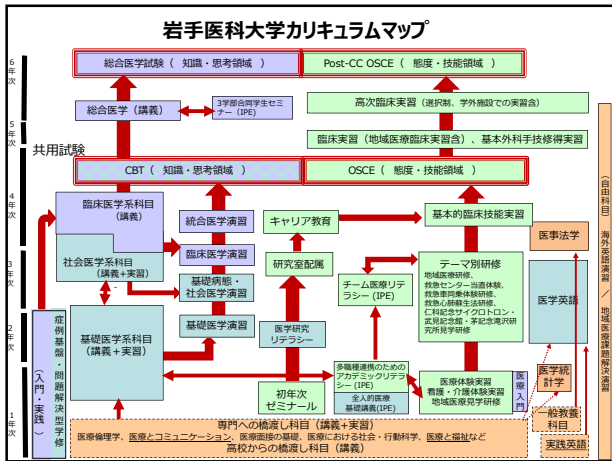 岩手医科大学カリキュラムマップ
6年次
総合医学試験（ 知識・思考領域 ）
Post-CC OSCE（ 態度・技能領域 ）
総合医学（講義）
3学部合同学生セミ
ナー（IPE）
高次臨床実習（選択制、学外施設での実習含）
5年次
臨床実習（地域医療臨床実習含）、基本外科手技修得実習
共用試験
CBT（ 知識・思考領域 ）
OSCE（ 態度・技能領域 ）
4年次
臨床医学系科目
（講義）
統合医学演習
キャリア教育
基本的臨床技能実習
医事法学
臨床医学演習
社会医学系科目
（講義+実習）
研究室配属
3年次
基礎病態・
社会医学演習
チーム医療リテ
ラシー（IPE）
テーマ別研修
地域医療研修、
救急センター当直体験、
救急車同乗体験研修、
救急心肺蘇生法研修、
仁科記念サイクロトロン・
武見記念館・茅記念滝沢研
究所見学研修
医学英語
（自由科目） 海外英語演習 ／ 地域医療課題解決演習
2年次
基礎医学系科目
（講義+実習）
基礎医学演習
医学研究
リテラシー
症例基盤・問題解決型学修
（入門・実践）
多職種連携のための
アカデミックリテラ
シー（IPE）
全人的医療
基礎講義(IPE)
医療体験実習
看護・介護体験実習
地域医療見学研修
医療入門
医学統
計学
1年次
初年次
ゼミナール
一般教養
科目
専門への橋渡し科目（講義+実習）
医療倫理学、医療とコミュニケーション、医療面接の基礎、医療における社会・行動科学、医療と福祉など
高校からの橋渡し科目（講義）
実践英語